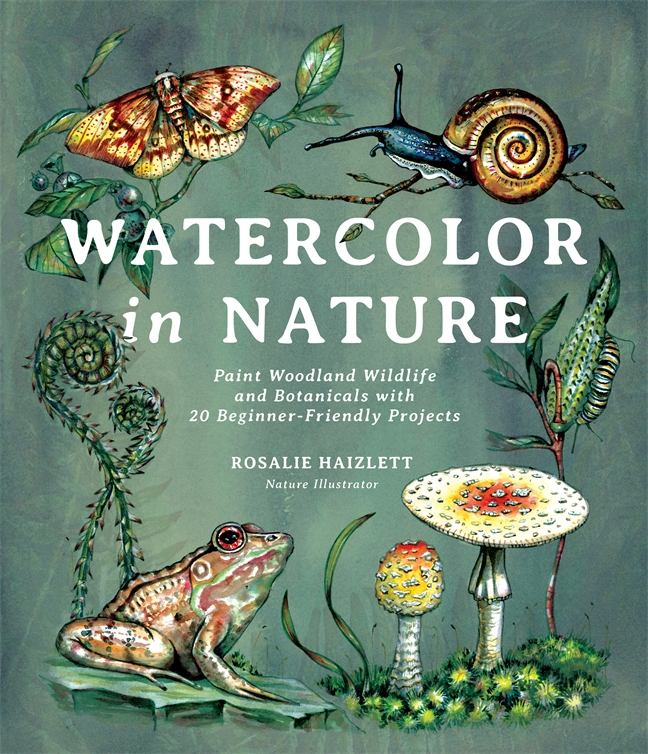 WATERCOLOR
in NATURE
Paint Woodland Wildlife
and Botanicals with
20 Beginner-Friendly Projects
ROSALIE HAIZLETT
Nature Illustrator